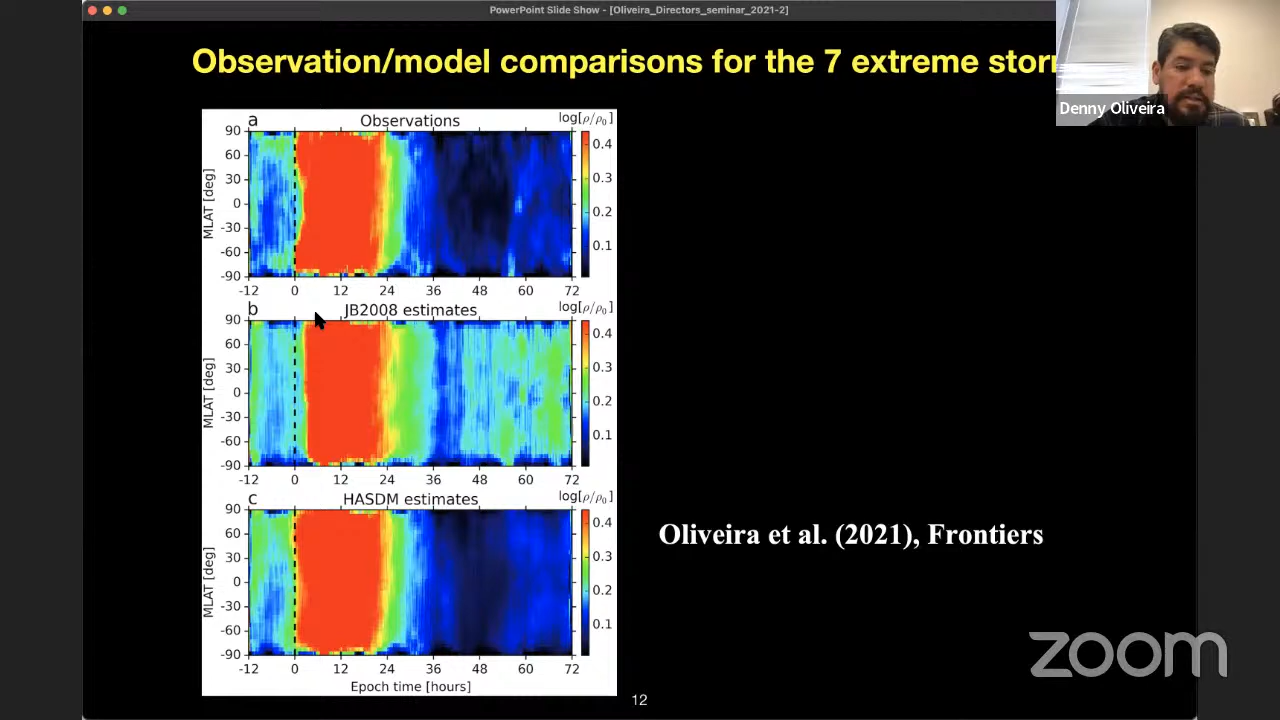 PowerPoint Slide Show - [Oliveira_Directors_seminar_2021-2]
Observation/model comparisons for the 7 extreme
Denny Oliveira
a Observations log[ρ/ρ₀]
90
60
30
0
-30
-60
-90
MLAT [deg]
0.4
0.3
0.2
0.1
-12 0 12 24 36 48 60 72
b JB2008 estimates log[ρ/ρ₀]
90
60
30
0
-30
-60
-90
MLAT [deg]
0.4
0.3
0.2
0.1
-12 0 12 24 36 48 60 72
c HASDM estimates log[ρ/ρ₀]
90
60
30
0
-30
-60
-90
MLAT [deg]
0.4
0.3
0.2
0.1
-12 0 12 24 36 48 60 72
Epoch time [hours]
Oliveira et al. (2021), Frontiers
12
zoom